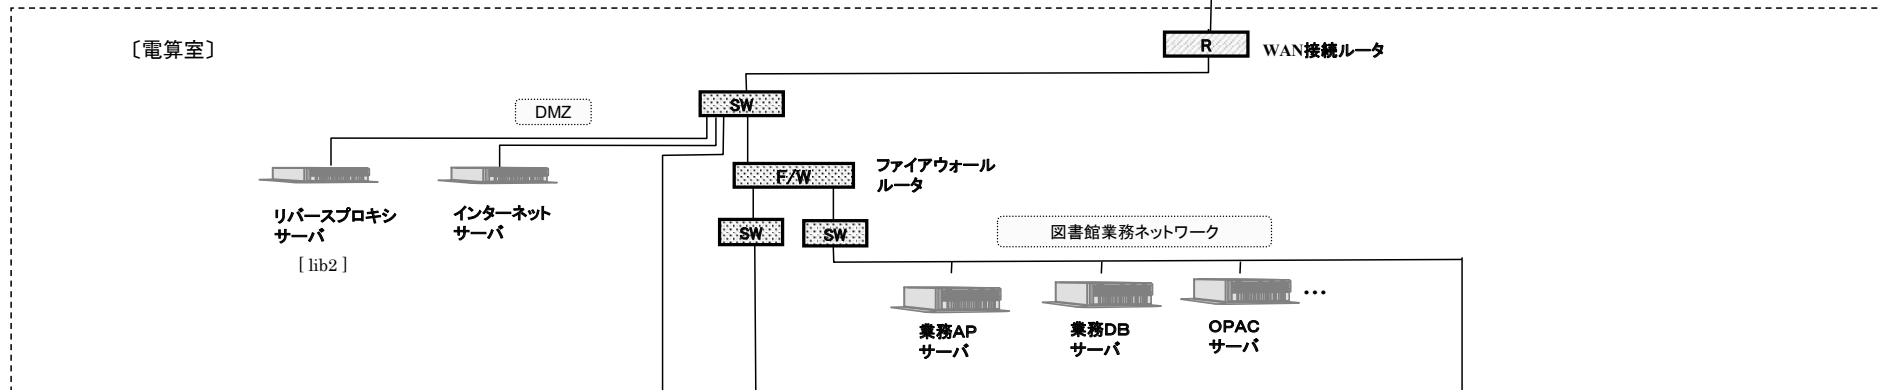 〔電算室〕
R
WAN接続ルータ
SW
DMZ
F/W
ファイアウォール
ルータ
リバースプロキシ
サーバ
[ lib2 ]
インターネット
サーバ
SW
SW
図書館業務ネットワーク
業務AP
サーバ
業務DB
サーバ
OPAC
サーバ
…